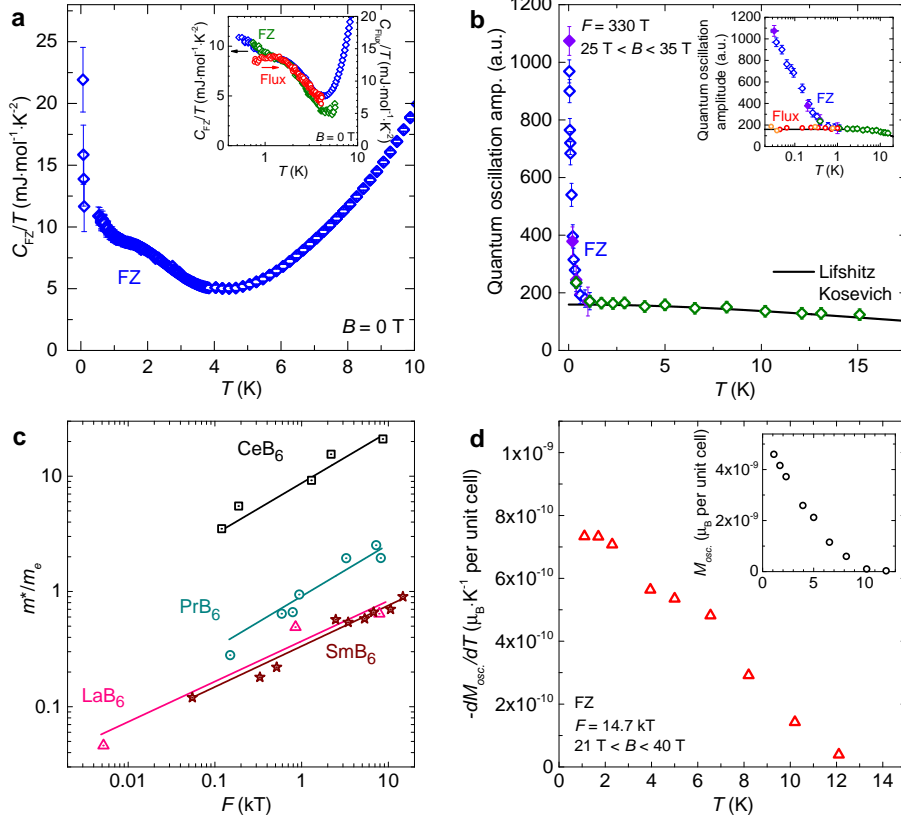 a
C_FZ/T (mJ·mol⁻¹·K⁻²)
25
20
15
10
5
0
0 2 4 6 8 10
T (K)
FZ
B = 0 T
C_FZ/T (mJ·mol⁻¹·K⁻²)
FZ
Flux
B = 0 T
1 10
T (K)
20
15
10
5
0
C_Flux/T (mJ·mol⁻¹·K⁻²)
b
Quantum oscillation amp. (a.u.)
1200
1000
800
600
400
200
0
0 5 10 15
T (K)
F = 330 T
25 T < B < 35 T
FZ
Lifshitz
Kosevich
Quantum oscillation
amplitude (a.u.)
1000
800
600
400
200
0
FZ
Flux
0.1 1 10
T (K)
c
m*/mₑ
10
1
0.1
CeB₆
PrB₆
SmB₆
LaB₆
0.01 0.1 1 10
F (kT)
d
-dM_osc./dT (μ_B·K⁻¹ per unit cell)
1x10⁻⁹
8x10⁻¹⁰
6x10⁻¹⁰
4x10⁻¹⁰
2x10⁻¹⁰
0
0 2 4 6 8 10 12 14
T (K)
FZ
F = 14.7 kT
21 T < B < 40 T
M_osc. (μ_B per unit cell)
4x10⁻⁹
2x10⁻⁹
0
0 5 10